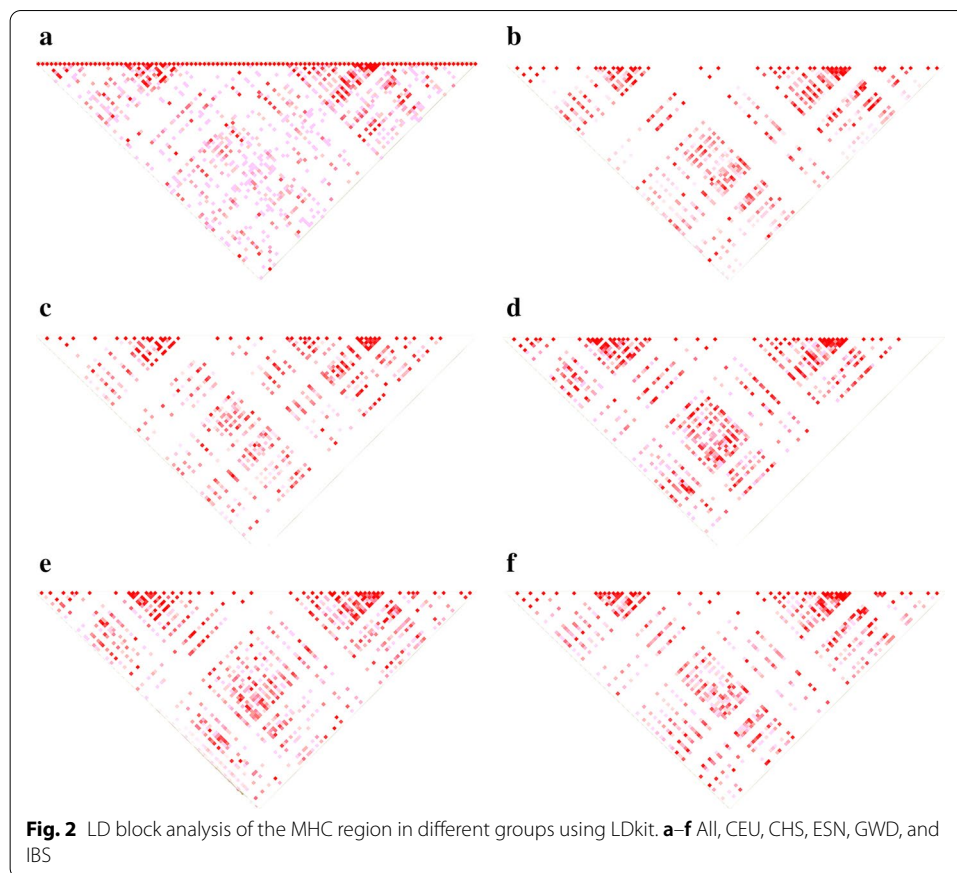 a
b
c
d
e
f
Fig. 2 LD block analysis of the MHC region in different groups using LDkit. a–f All, CEU, CHS, ESN, GWD, and
IBS